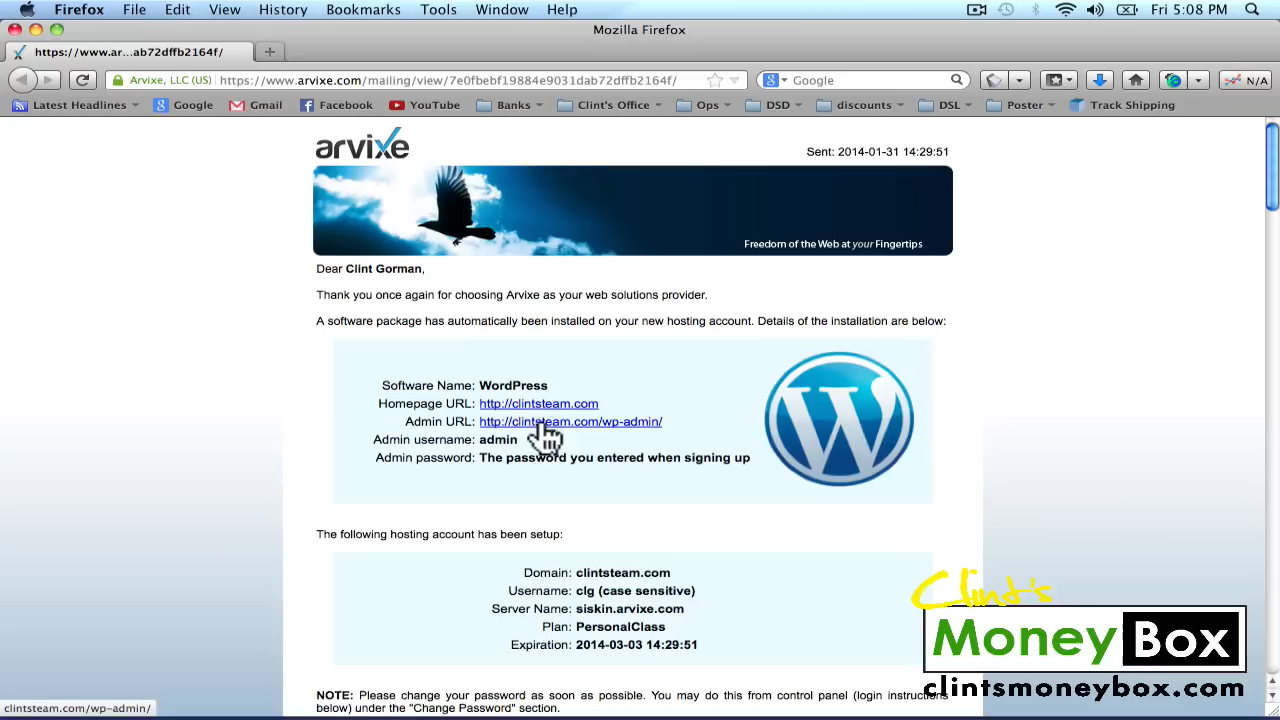 Firefox File Edit View History Bookmarks Tools Window Help Fri 5:08 PM
Mozilla Firefox
https://www.ar...ab72dffb2164f/
Arvixe, LLC (US) https://www.arvixe.com/mailing/view/7e0fbebf19884e9031dab72dffb2164f/ Google N/A
Latest Headlines Google Gmail Facebook YouTube Banks Clint's Office Ops DSD discounts DSL Poster Track Shipping
arvixe
Sent: 2014-01-31 14:29:51
Freedom of the Web at your Fingertips
Dear Clint Gorman,
Thank you once again for choosing Arvixe as your web solutions provider.
A software package has automatically been installed on your new hosting account. Details of the installation are below:
Software Name: WordPress
Homepage URL: http://clintsteam.com
Admin URL: http://clintsteam.com/wp-admin/
Admin username: admin
Admin password: The password you entered when signing up
The following hosting account has been setup:
Domain: clintsteam.com
Username: clg (case sensitive)
Server Name: siskin.arvixe.com
Plan: PersonalClass
Expiration: 2014-03-03 14:29:51
Clint's
Money Box
clintsmoneybox.com
NOTE: Please change your password as soon as possible. You may do this from control panel (login instructions
below) under the "Change Password" section.
clintsteam.com/wp-admin/